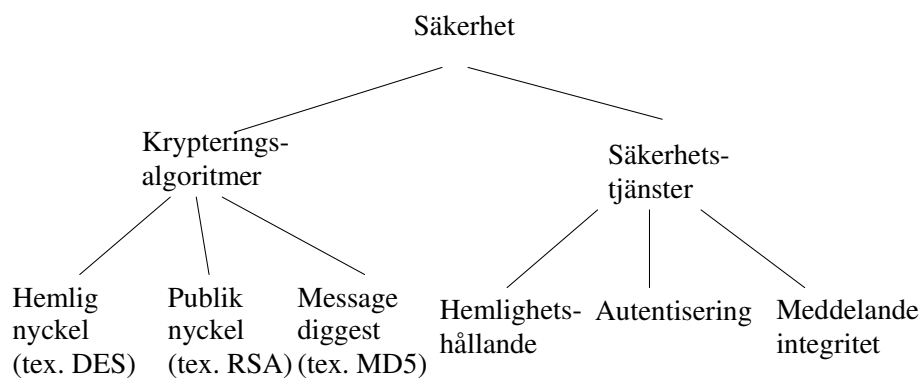 Säkerhet
Krypterings-
algoritmer
Säkerhets-
tjänster
Hemlig
nyckel
(tex. DES)
Publik
nyckel
(tex. RSA)
Message
diggest
(tex. MD5)
Hemlighets-
hållande
Autentisering
Meddelande
integritet